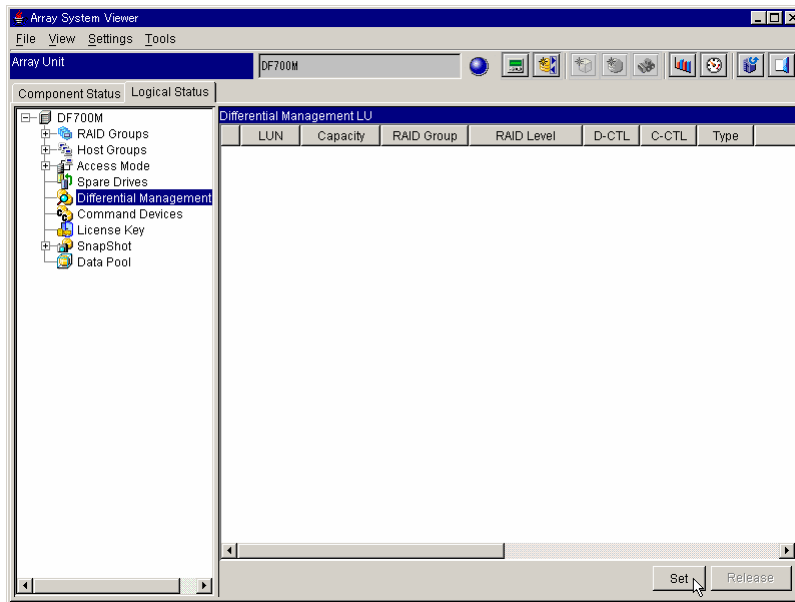 Array System Viewer
File View Settings Tools
Array Unit
DF700M
Component Status
Logical Status
DF700M
RAID Groups
Host Groups
Access Mode
Spare Drives
Differential Management
Command Devices
License Key
SnapShot
Data Pool
Differential Management LU
LUN Capacity RAID Group RAID Level D-CTL C-CTL Type
Set Release